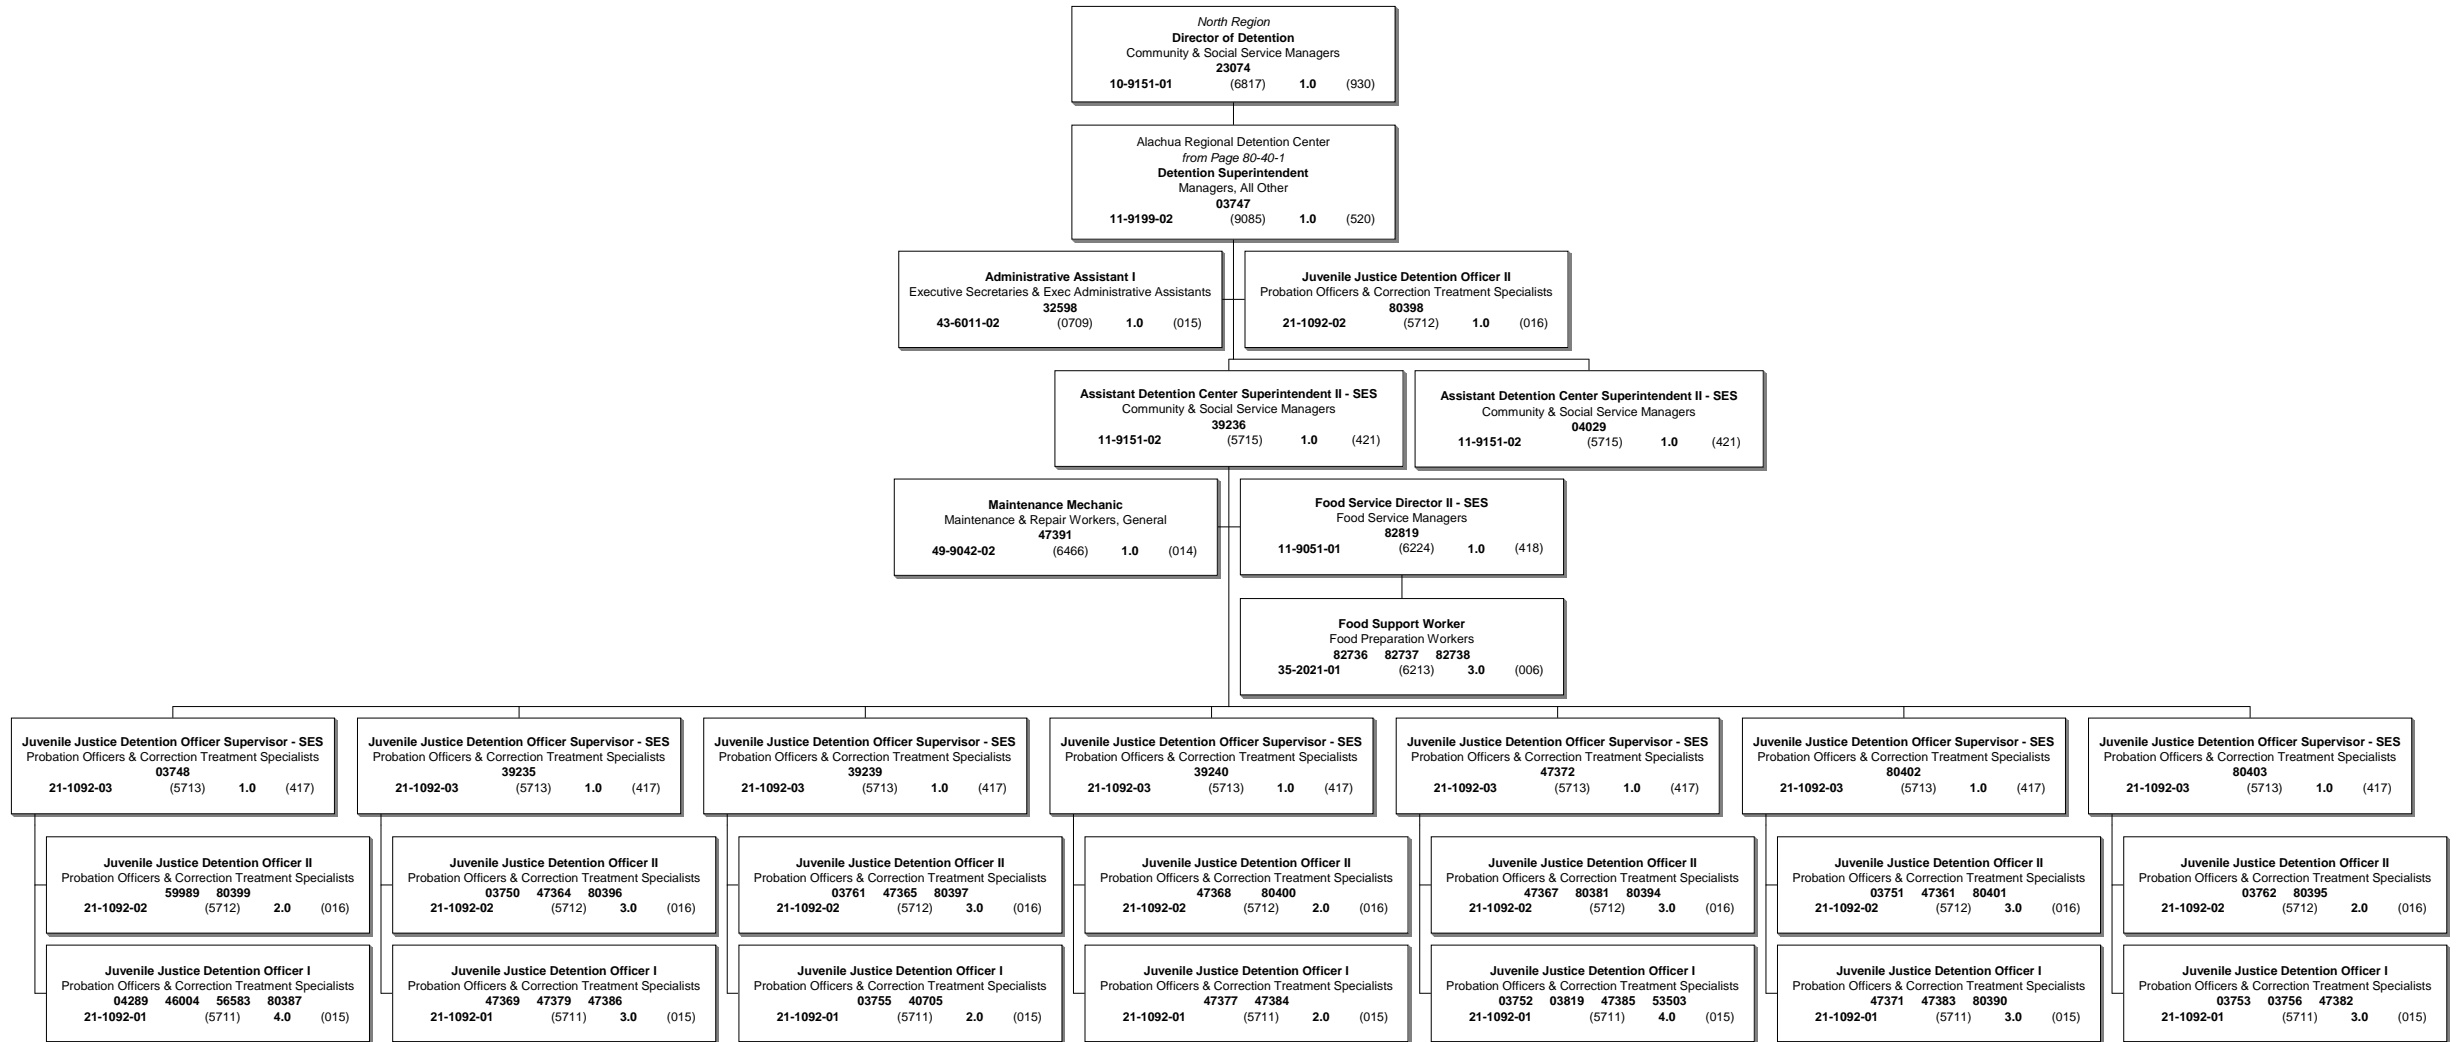 North Region
Director of Detention
Community & Social Service Managers
23074
10-9151-01 (6817) 1.0 (930)
Alachua Regional Detention Center
from Page 80-40-1
Detention Superintendent
Managers, All Other
03747
11-9199-02 (9085) 1.0 (520)
Administrative Assistant I
Executive Secretaries & Exec Administrative Assistants
32598
43-6011-02 (0709) 1.0 (015)
Juvenile Justice Detention Officer II
Probation Officers & Correction Treatment Specialists
80398
21-1092-02 (5712) 1.0 (016)
Assistant Detention Center Superintendent II - SES
Community & Social Service Managers
39236
11-9151-02 (5715) 1.0 (421)
Assistant Detention Center Superintendent II - SES
Community & Social Service Managers
04029
11-9151-02 (5715) 1.0 (421)
Maintenance Mechanic
Maintenance & Repair Workers, General
47391
49-9042-02 (6466) 1.0 (014)
Food Service Director II - SES
Food Service Managers
82819
11-9051-01 (6224) 1.0 (418)
Food Support Worker
Food Preparation Workers
82736 82737 82738
35-2021-01 (6213) 3.0 (006)
Juvenile Justice Detention Officer Supervisor - SES
Probation Officers & Correction Treatment Specialists
03748
21-1092-03 (5713) 1.0 (417)
Juvenile Justice Detention Officer Supervisor - SES
Probation Officers & Correction Treatment Specialists
39235
21-1092-03 (5713) 1.0 (417)
Juvenile Justice Detention Officer Supervisor - SES
Probation Officers & Correction Treatment Specialists
39239
21-1092-03 (5713) 1.0 (417)
Juvenile Justice Detention Officer Supervisor - SES
Probation Officers & Correction Treatment Specialists
39240
21-1092-03 (5713) 1.0 (417)
Juvenile Justice Detention Officer Supervisor - SES
Probation Officers & Correction Treatment Specialists
47372
21-1092-03 (5713) 1.0 (417)
Juvenile Justice Detention Officer Supervisor - SES
Probation Officers & Correction Treatment Specialists
80402
21-1092-03 (5713) 1.0 (417)
Juvenile Justice Detention Officer Supervisor - SES
Probation Officers & Correction Treatment Specialists
80403
21-1092-03 (5713) 1.0 (417)
Juvenile Justice Detention Officer II
Probation Officers & Correction Treatment Specialists
59989 80399
21-1092-02 (5712) 2.0 (016)
Juvenile Justice Detention Officer II
Probation Officers & Correction Treatment Specialists
03750 47364 80396
21-1092-02 (5712) 3.0 (016)
Juvenile Justice Detention Officer II
Probation Officers & Correction Treatment Specialists
03761 47365 80397
21-1092-02 (5712) 3.0 (016)
Juvenile Justice Detention Officer II
Probation Officers & Correction Treatment Specialists
47368 80400
21-1092-02 (5712) 2.0 (016)
Juvenile Justice Detention Officer II
Probation Officers & Correction Treatment Specialists
47367 80381 80394
21-1092-02 (5712) 3.0 (016)
Juvenile Justice Detention Officer II
Probation Officers & Correction Treatment Specialists
03751 47361 80401
21-1092-02 (5712) 3.0 (016)
Juvenile Justice Detention Officer II
Probation Officers & Correction Treatment Specialists
03762 80395
21-1092-02 (5712) 2.0 (016)
Juvenile Justice Detention Officer I
Probation Officers & Correction Treatment Specialists
04289 46004 56583 80387
21-1092-01 (5711) 4.0 (015)
Juvenile Justice Detention Officer I
Probation Officers & Correction Treatment Specialists
47369 47379 47386
21-1092-01 (5711) 3.0 (015)
Juvenile Justice Detention Officer I
Probation Officers & Correction Treatment Specialists
03755 40705
21-1092-01 (5711) 2.0 (015)
Juvenile Justice Detention Officer I
Probation Officers & Correction Treatment Specialists
47377 47384
21-1092-01 (5711) 2.0 (015)
Juvenile Justice Detention Officer I
Probation Officers & Correction Treatment Specialists
03752 03819 47385 53503
21-1092-01 (5711) 4.0 (015)
Juvenile Justice Detention Officer I
Probation Officers & Correction Treatment Specialists
47371 47383 80390
21-1092-01 (5711) 3.0 (015)
Juvenile Justice Detention Officer I
Probation Officers & Correction Treatment Specialists
03753 03756 47382
21-1092-01 (5711) 3.0 (015)